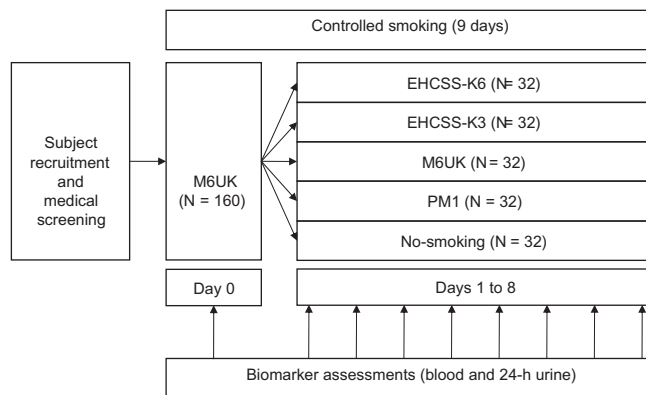 Controlled smoking (9 days)
Subject
recruitment
and
medical
screening
M6UK
(N = 160)
EHCSS-K6 (N= 32)
EHCSS-K3 (N= 32)
M6UK (N = 32)
PM1 (N = 32)
No-smoking (N = 32)
Day 0
Days 1 to 8
Biomarker assessments (blood and 24-h urine)